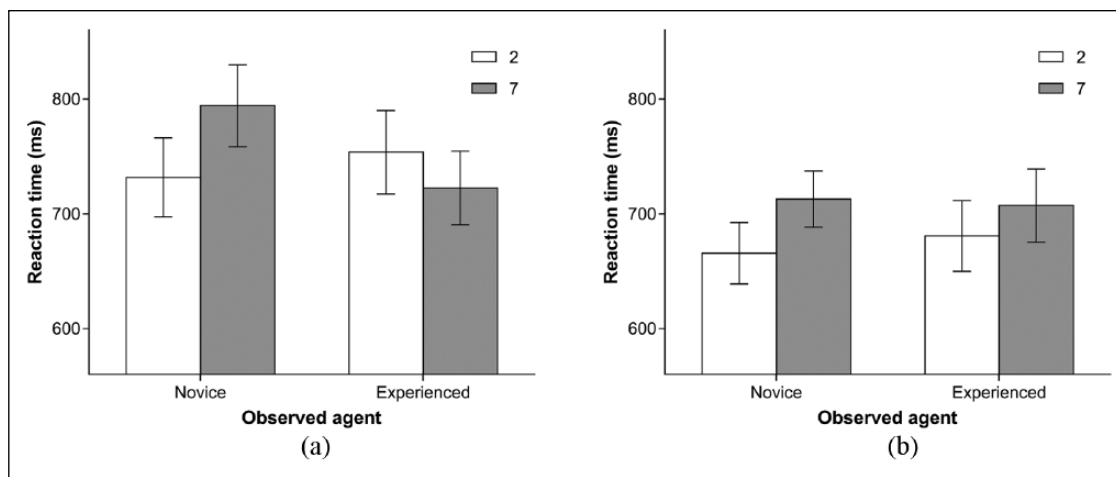 2
7
800
700
600
Reaction time (ms)
Novice
Experienced
Observed agent
(a)
2
7
800
700
600
Reaction time (ms)
Novice
Experienced
Observed agent
(b)